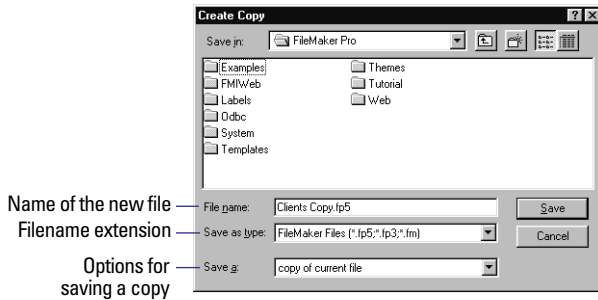 Create Copy
Save in: FileMaker Pro
Examples Themes
FMIWeb Tutorial
Labels Web
Odbc
System
Templates
Name of the new file File name: Clients Copy.fp5 Save
Filename extension Save as type: FileMaker Files (*.fp5;*.fp3;*.fm) Cancel
Options for Save a: copy of current file
saving a copy